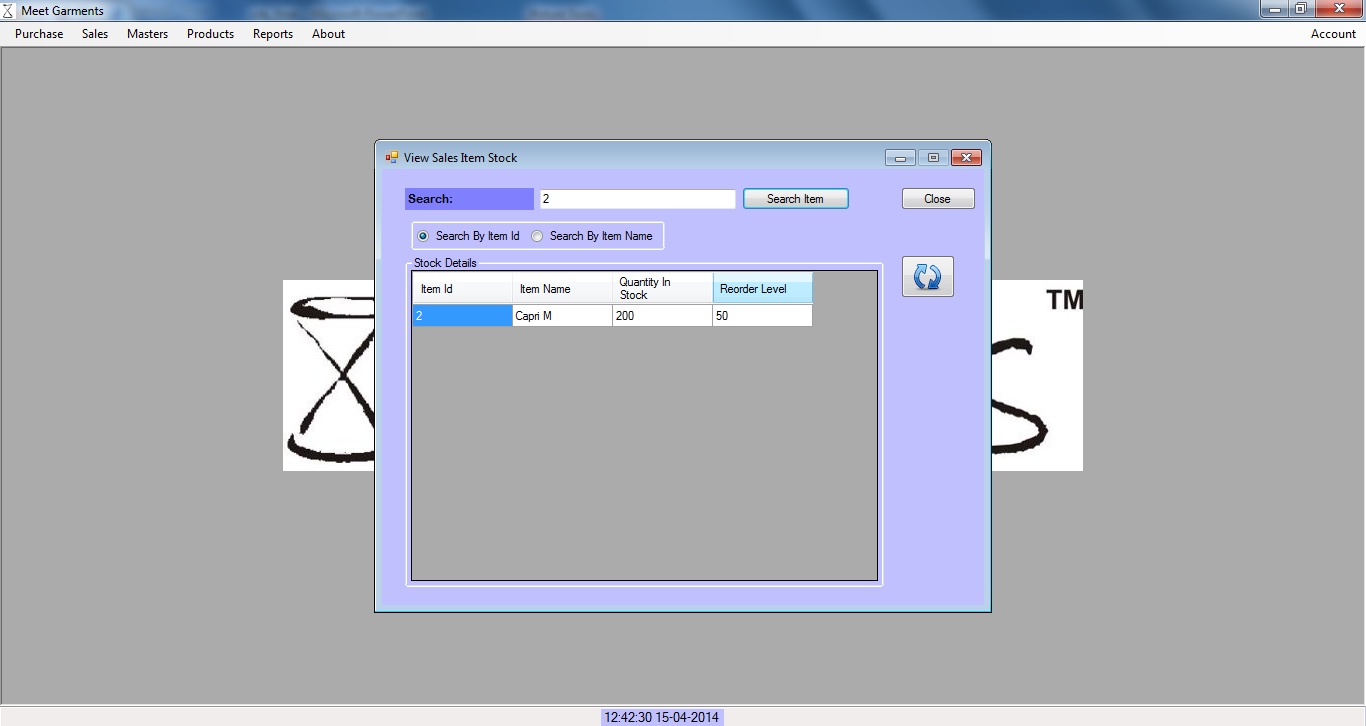 Meet Garments
Purchase Sales Masters Products Reports About Account
View Sales Item Stock
Search: 2 Search Item Close
Search By Item Id Search By Item Name
Stock Details
Item Id Item Name Quantity In Stock Reorder Level
2 Capri M 200 50
TM
S
12:42:30 15-04-2014